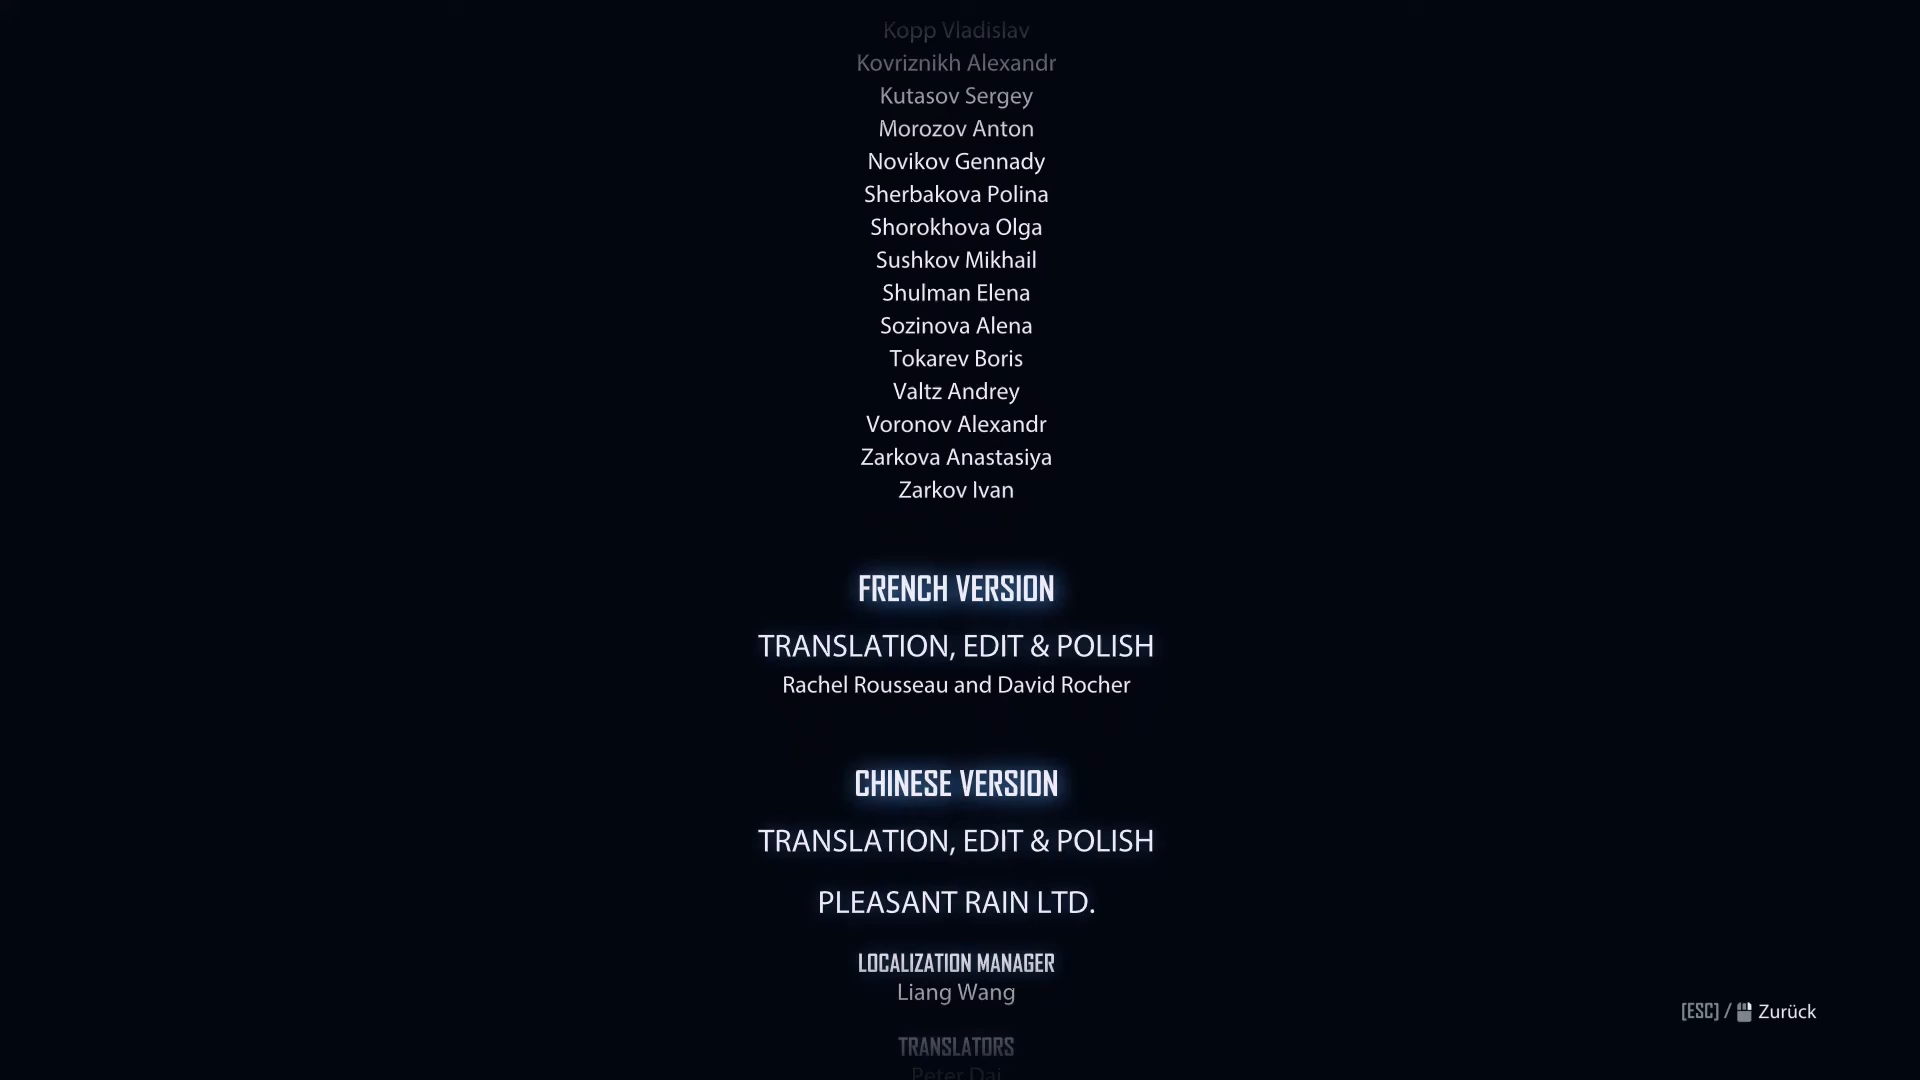 Kopp Vladislav
Kovriznikh Alexandr
Kutasov Sergey
Morozov Anton
Novikov Gennady
Sherbakova Polina
Shorokhova Olga
Sushkov Mikhail
Shulman Elena
Sozinova Alena
Tokarev Boris
Valtz Andrey
Voronov Alexandr
Zarkova Anastasiya
Zarkov Ivan
FRENCH VERSION
TRANSLATION, EDIT & POLISH
Rachel Rousseau and David Rocher
CHINESE VERSION
TRANSLATION, EDIT & POLISH
PLEASANT RAIN LTD.
LOCALIZATION MANAGER
Liang Wang
[ESC] / Zurück
TRANSLATORS
Peter Dai